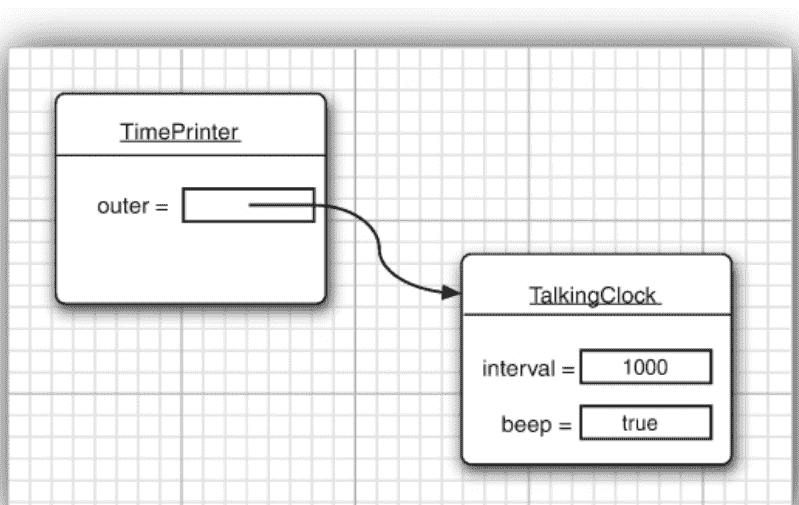 TimePrinter
outer =
TalkingClock
interval = 1000
beep = true